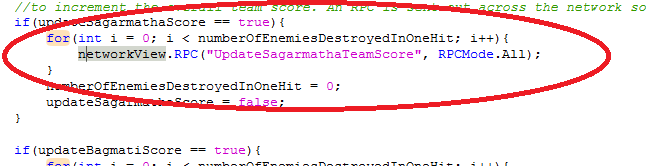 //to increment the overall team score. An RPC is sent out across the network so
if(updateSagarmathaScore == true){
for(int i = 0; i < numberOfEnemiesDestroyedInOneHit; i++){
networkView.RPC("UpdateSagarmathaTeamScore", RPCMode.All);
}
numberOfEnemiesDestroyedInOneHit = 0;
updateSagarmathaScore = false;
}
if(updateBagmatiScore == true){
for(int i = 0; i < numberOfEnemiesDestroyedInOneHit; i++){